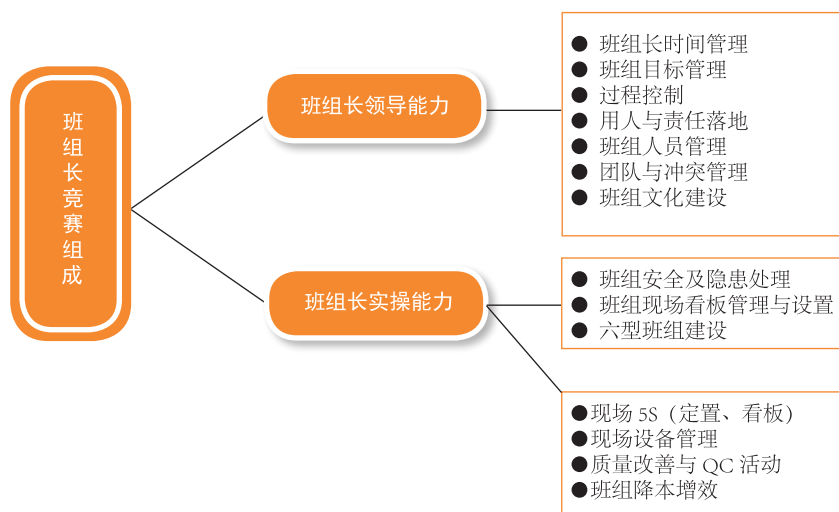 班组长竞赛组成
班组长领导能力
● 班组长时间管理
● 班组目标管理
● 过程控制
● 用人与责任落地
● 班组人员管理
● 团队与冲突管理
● 班组文化建设
班组长实操能力
● 班组安全及隐患处理
● 班组现场看板管理与设置
● 六型班组建设
●现场 5S（定置、看板）
●现场设备管理
●质量改善与 QC 活动
●班组降本增效